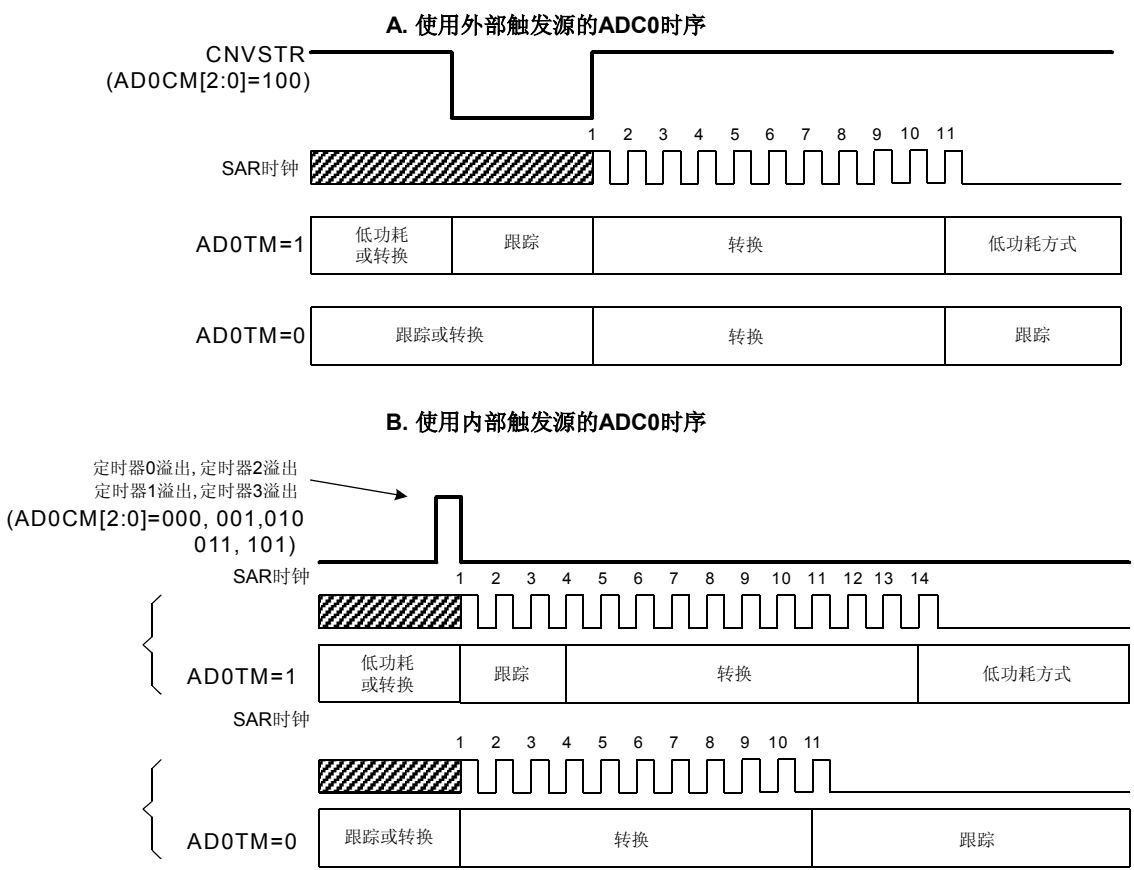 A. 使用外部触发源的ADC0时序
CNVSTR
(AD0CM[2:0]=100)
1 2 3 4 5 6 7 8 9 10 11
SAR时钟
AD0TM=1
低功耗
或转换
跟踪
转换
低功耗方式
AD0TM=0
跟踪或转换
转换
跟踪
B. 使用内部触发源的ADC0时序
定时器0溢出,定时器2溢出
定时器1溢出,定时器3溢出
(AD0CM[2:0]=000, 001,010
011, 101)
SAR时钟
1 2 3 4 5 6 7 8 9 10 11 12 13 14
AD0TM=1
低功耗
或转换
跟踪
转换
低功耗方式
SAR时钟
1 2 3 4 5 6 7 8 9 10 11
AD0TM=0
跟踪或转换
转换
跟踪